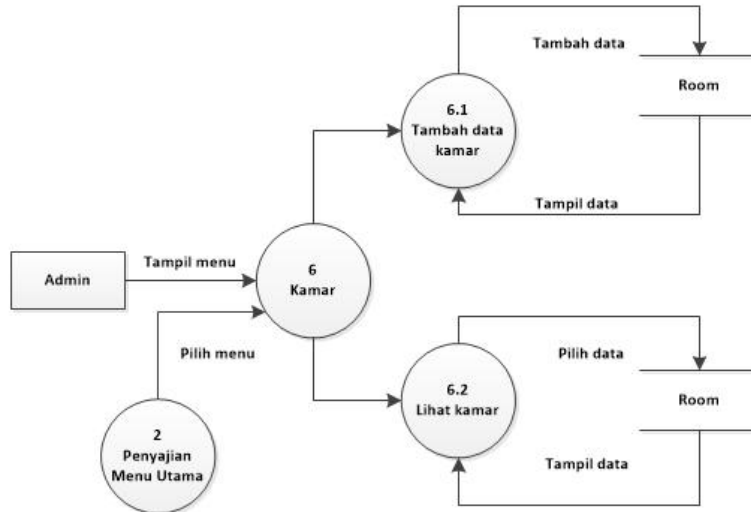 Tambah data
Room
6.1
Tambah data
kamar
Tampil data
Admin
Tampil menu
6
Kamar
Pilih menu
2
Penyajian
Menu Utama
Pilih data
6.2
Lihat kamar
Room
Tampil data